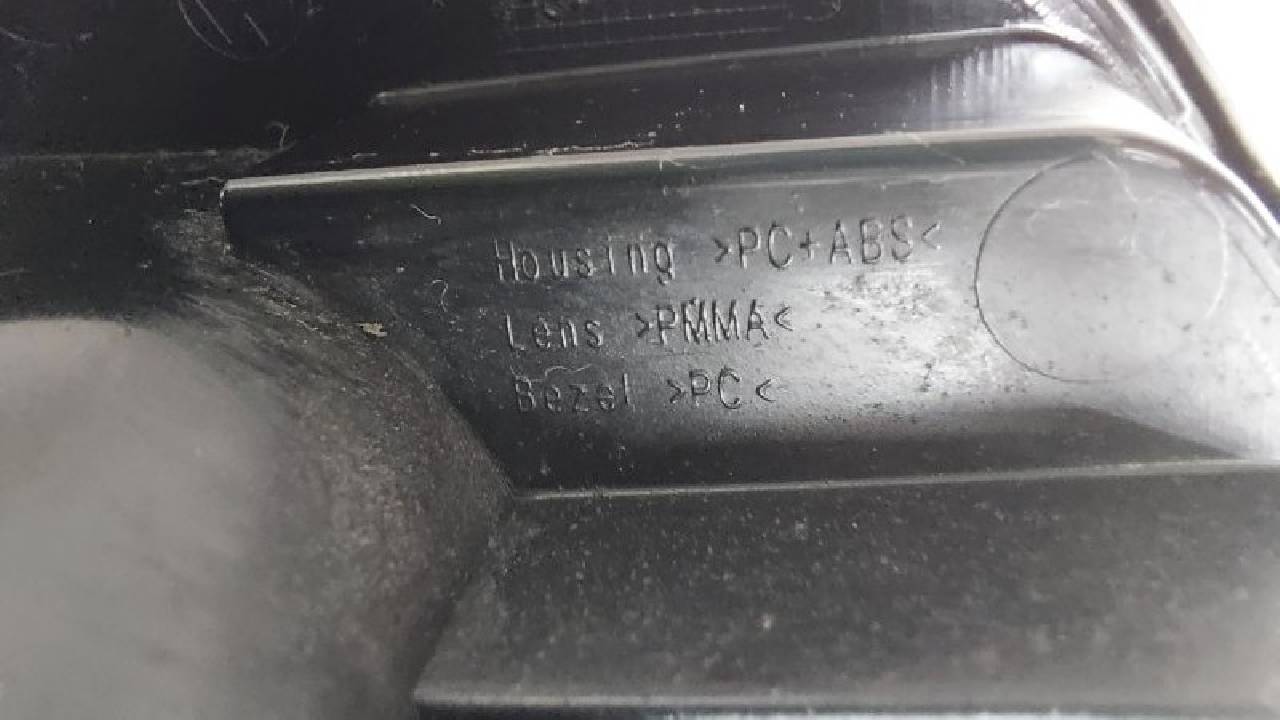 Housing >PC+ABS<
Lens >PMMA<
Bezel >PC<